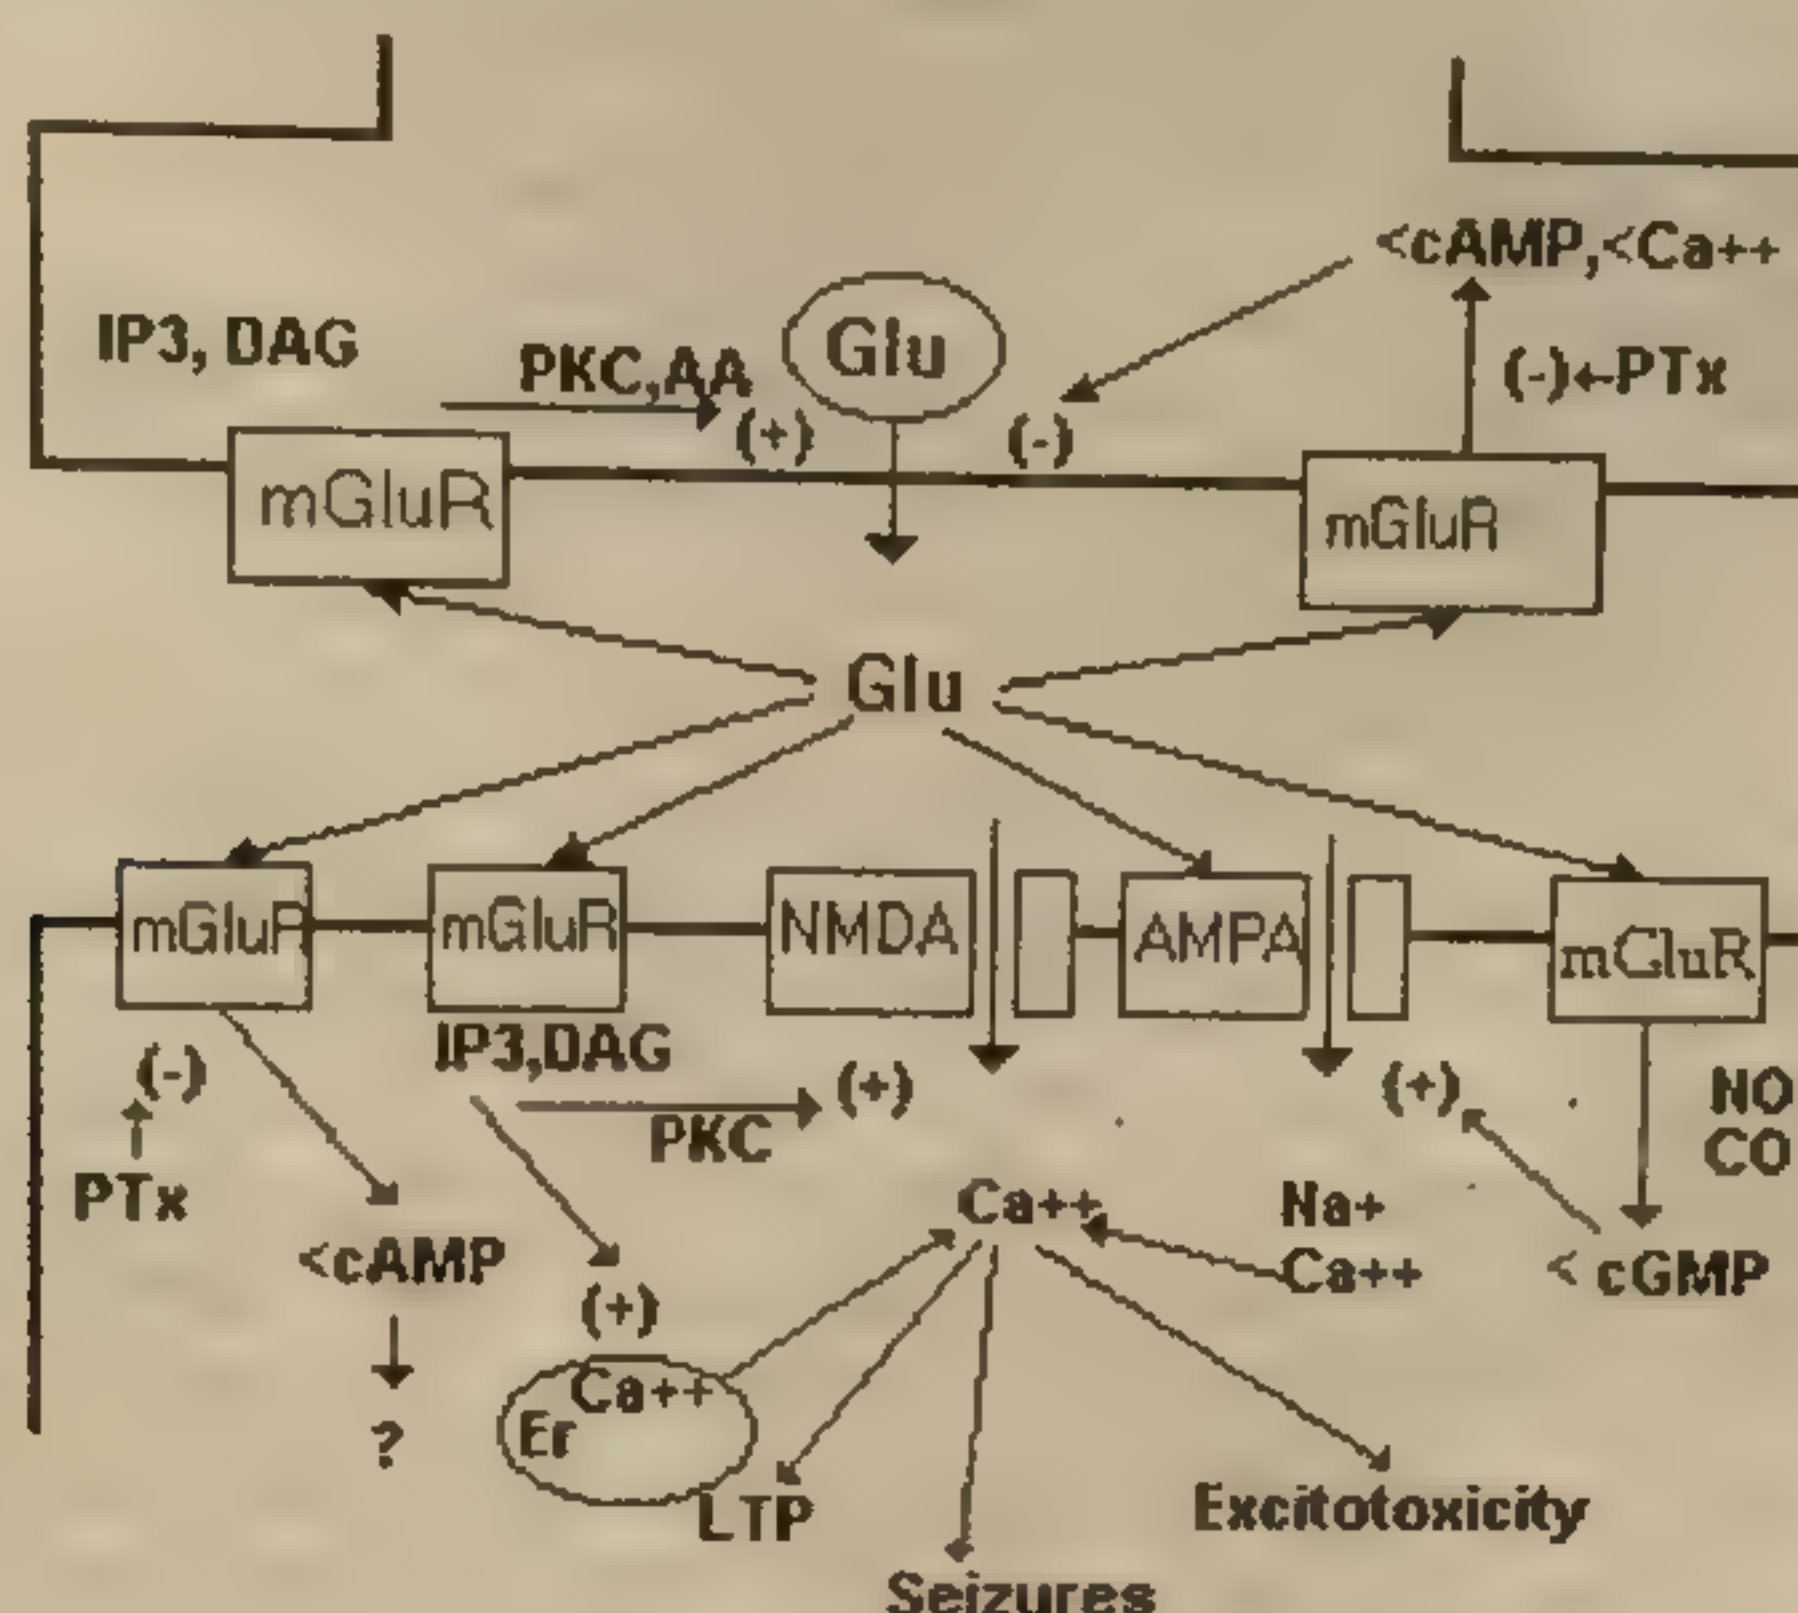 <cAMP,<Ca++
IP3, DAG
PKC,AA
Glu
(-)←PTx
(+)
(-)
mGluR
mGluR
Glu
mGluR
mGluR
NMDA
AMPA
mGluR
IP3,DAG
(-)
(+)
(+)
NO
PKC
CO
PTx
Ca++
Na+
<cAMP
Ca++
< cGMP
(+)
Ca++
Er
?
LTP
Excitotoxicity
Seizures